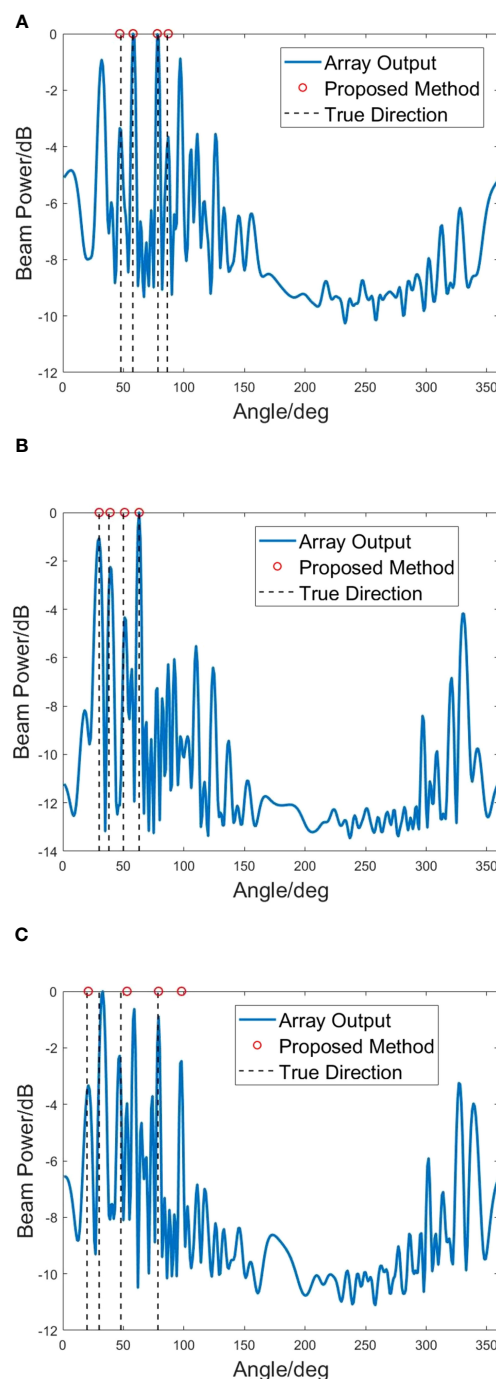 A
0
-2
-4
-6
-8
-10
-12
Beam Power/dB
Array Output
Proposed Method
True Direction
0 50 100 150 200 250 300 350
Angle/deg
B
0
-2
-4
-6
-8
-10
-12
-14
Beam Power/dB
Array Output
Proposed Method
True Direction
0 50 100 150 200 250 300 350
Angle/deg
C
0
-2
-4
-6
-8
-10
-12
Beam Power/dB
Array Output
Proposed Method
True Direction
0 50 100 150 200 250 300 350
Angle/deg